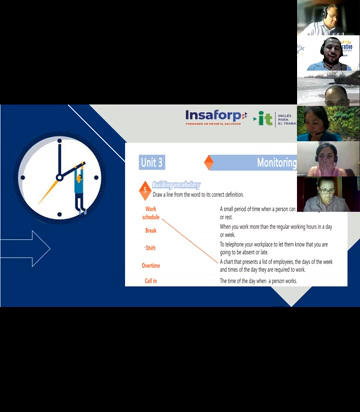 Insaforp
it
INGLÉS
PARA
EL TRABAJO
Unit 3
Monitoring
Building vocabulary
Draw a line from the word to its correct definition.
Work
schedule
Break
Shift
Overtime
Call in
A small period of time when a person can
or rest.
When you work more than the regular working hours in a day
or week.
To telephone your workplace to let them know that you are
going to be absent or late.
A chart that presents a list of employees, the days of the week
and times of the day they are required to work.
The time of the day when a person works.